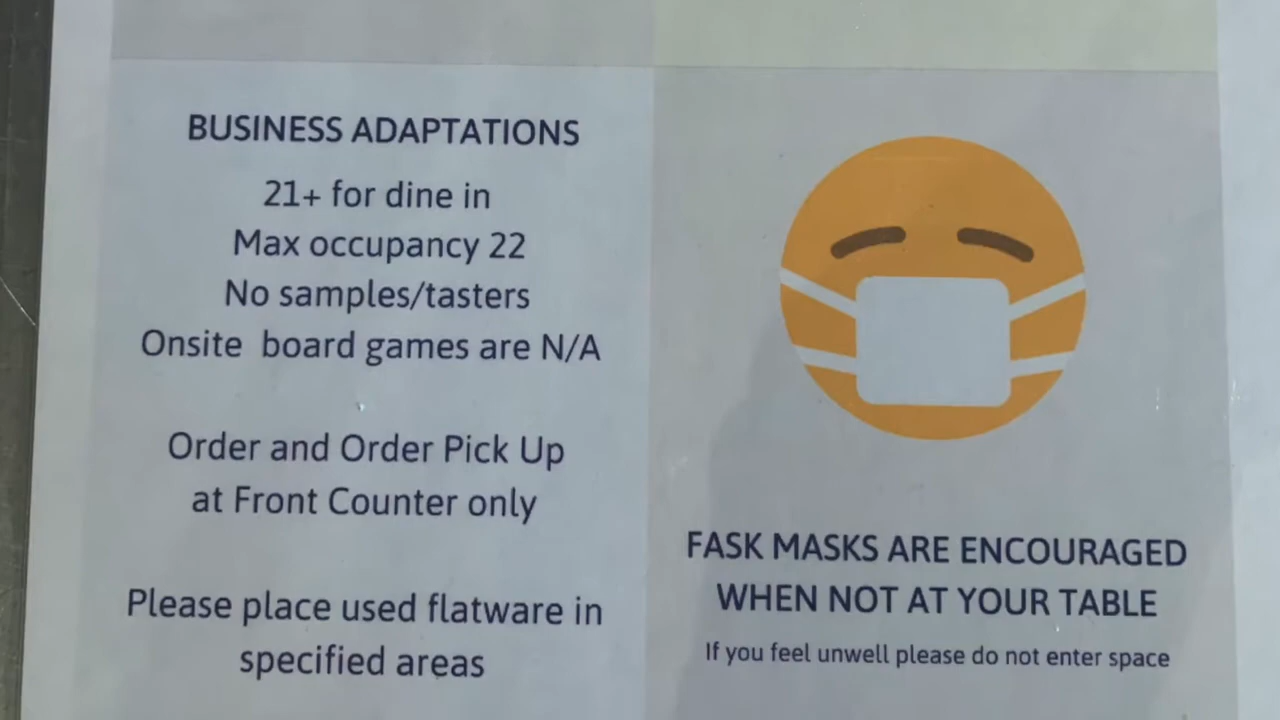 BUSINESS ADAPTATIONS
21+ for dine in
Max occupancy 22
No samples/tasters
Onsite board games are N/A
Order and Order Pick Up
at Front Counter only
Please place used flatware in
specified areas
FASK MASKS ARE ENCOURAGED
WHEN NOT AT YOUR TABLE
If you feel unwell please do not enter space